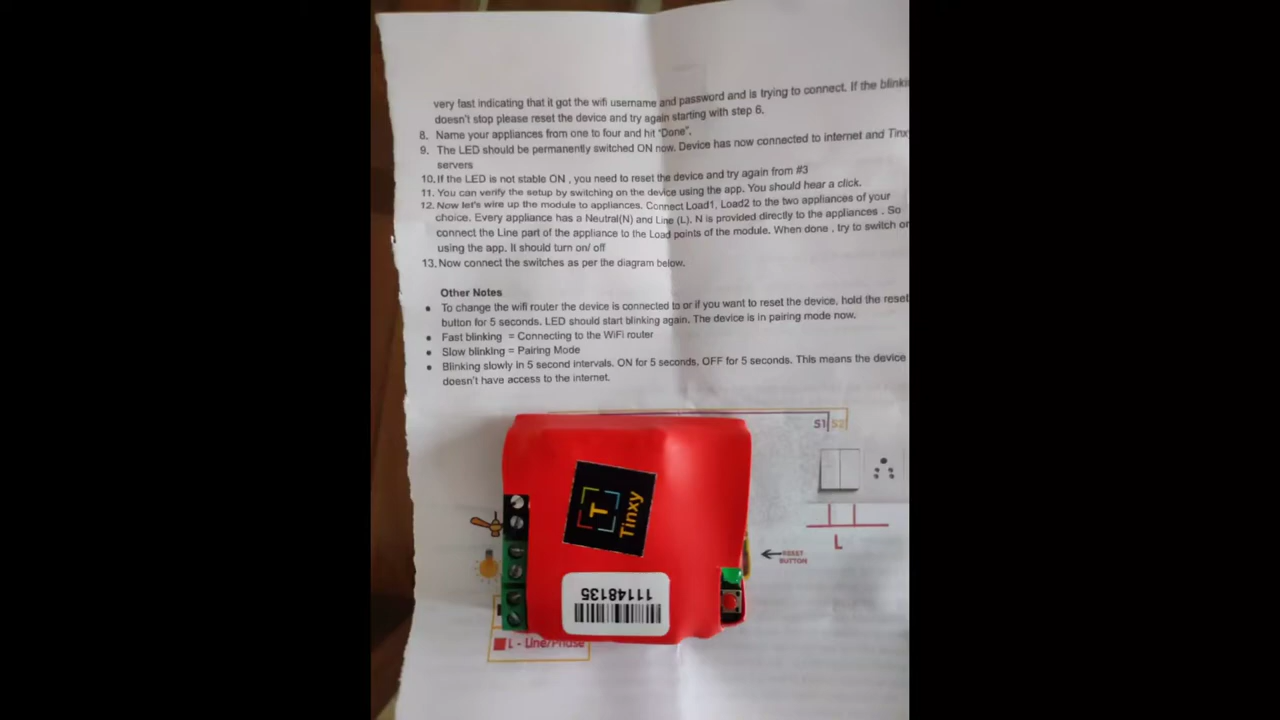 very fast indicating that it got the wifi username and password and is trying to connect. If the blinki
doesn't stop please reset the device and try again starting with step 6.
8. Name your appliances from one to four and hit "Done".
9. The LED should be permanently switched ON now. Device has now connected to internet and Tinx
servers
10. If the LED is not stable ON , you need to reset the device and try again from #3
11. You can verify the setup by switching on the device using the app. You should hear a click.
12. Now let's wire up the module to appliances. Connect Load1, Load2 to the two appliances of your
choice. Every appliance has a Neutral(N) and Line (L). N is provided directly to the appliances . So
connect the Line part of the appliance to the Load points of the module. When done , try to switch on
using the app. It should turn on/ off
13. Now connect the switches as per the diagram below.
Other Notes
• To change the wifi router the device is connected to or if you want to reset the device, hold the reset
button for 5 seconds. LED should start blinking again. The device is in pairing mode now.
• Fast blinking = Connecting to the WiFi router
• Slow blinking = Pairing Mode
• Blinking slowly in 5 second intervals. ON for 5 seconds, OFF for 5 seconds. This means the device
doesn't have access to the internet.
S1 S2
T
Tinxy
L
RESET
BUTTON
11148135
L - Line/Phase